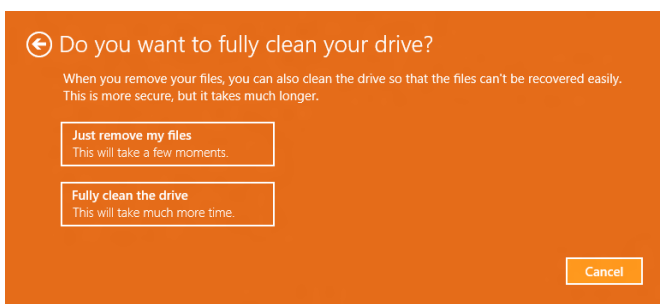 Do you want to fully clean your drive?
When you remove your files, you can also clean the drive so that the files can't be recovered easily.
This is more secure, but it takes much longer.
Just remove my files
This will take a few moments.
Fully clean the drive
This will take much more time.
Cancel